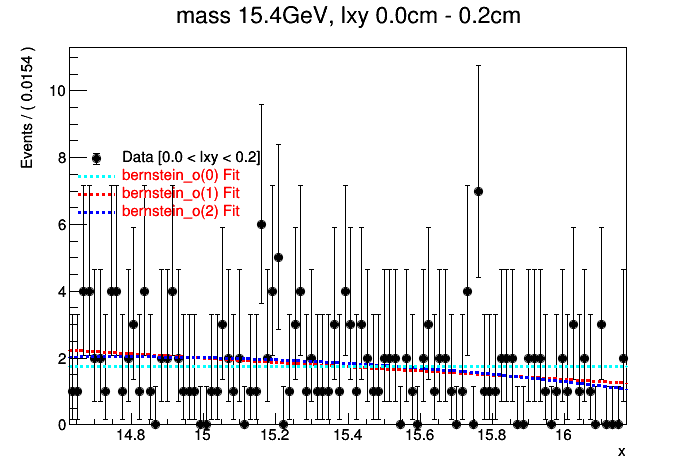 mass 15.4GeV, lxy 0.0cm - 0.2cm
Events / ( 0.0154 )
10
8
6
4
2
0
Data [0.0 < lxy < 0.2]
bernstein_o(0) Fit
bernstein_o(1) Fit
bernstein_o(2) Fit
14.8 15 15.2 15.4 15.6 15.8 16
x